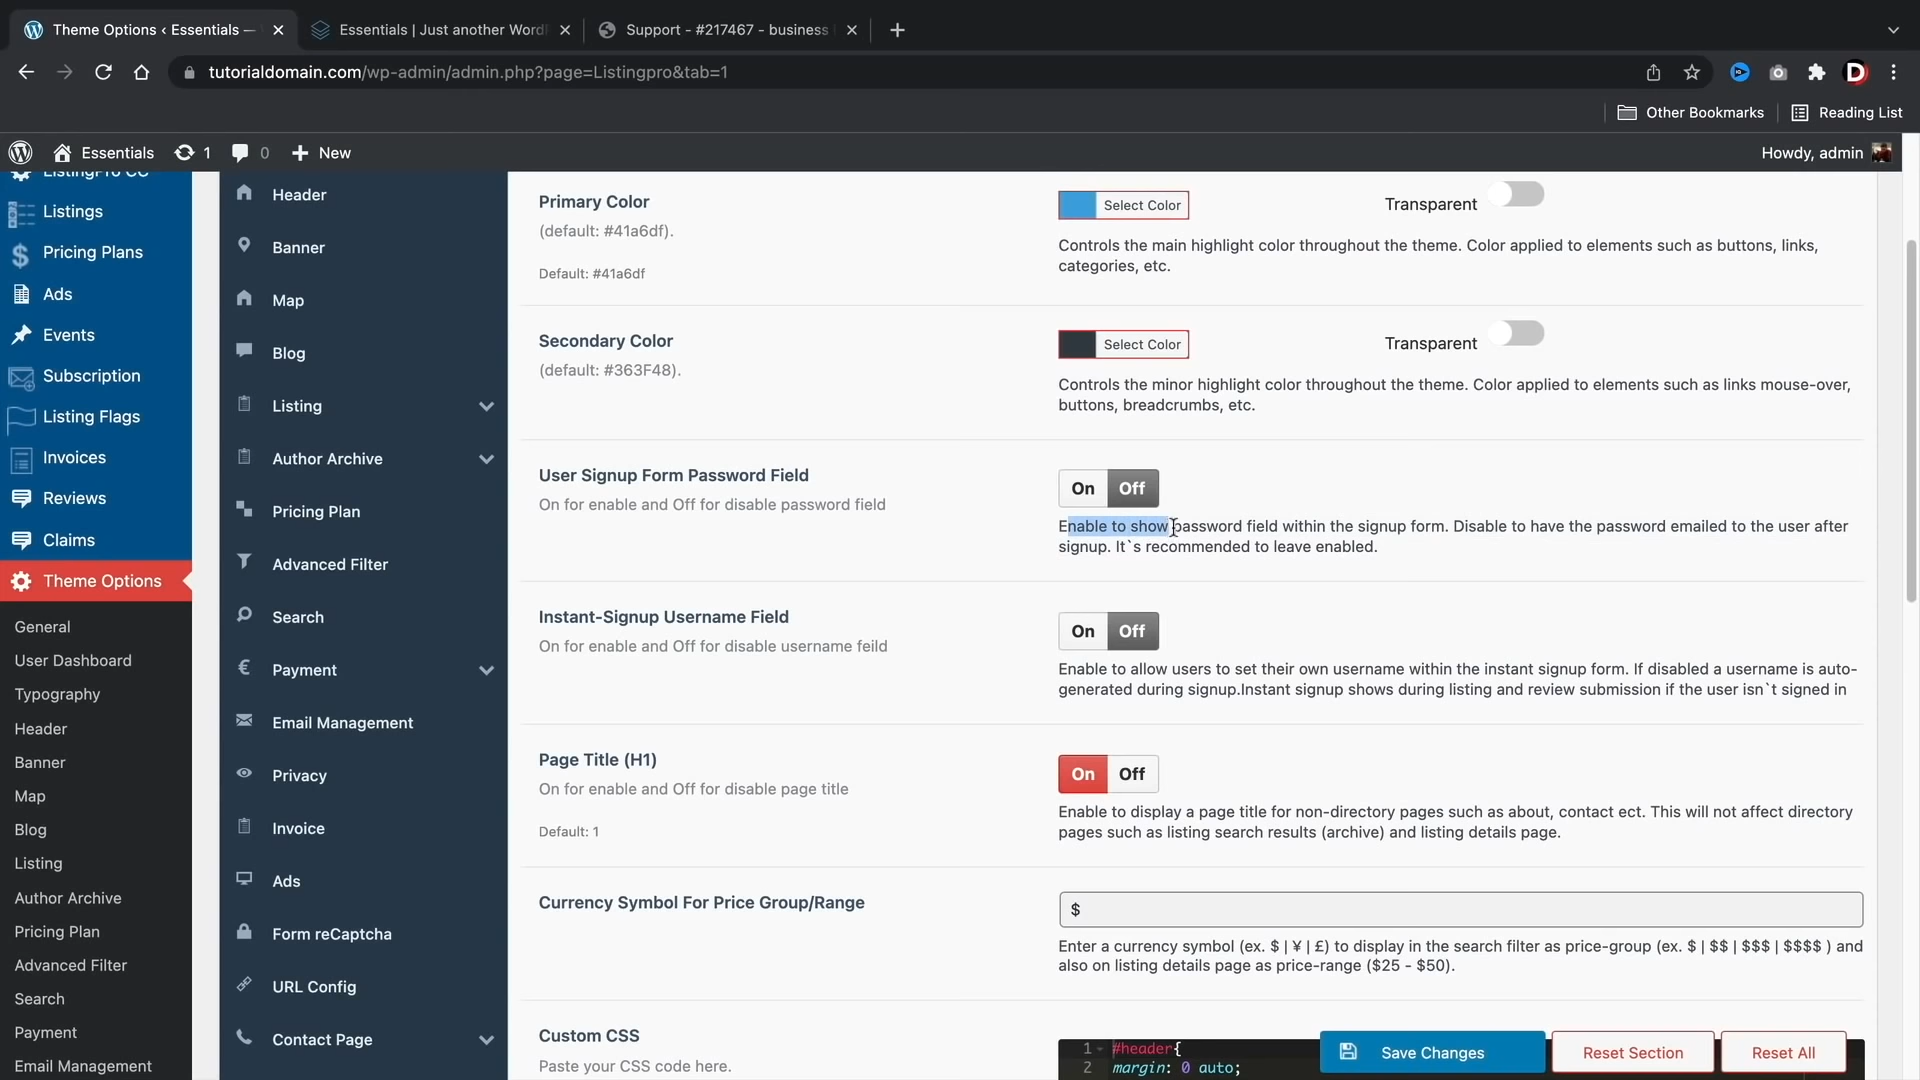 Theme Options ‹ Essentials —
Essentials | Just another Word
Support - #217467 - business
tutorialdomain.com/wp-admin/admin.php?page=Listingpro&tab=1
Other Bookmarks
Reading List
Essentials
1
0
New
Howdy, admin
ListingPro CC
Listings
Pricing Plans
Ads
Events
Subscription
Listing Flags
Invoices
Reviews
Claims
Theme Options
General
User Dashboard
Typography
Header
Banner
Map
Blog
Listing
Author Archive
Pricing Plan
Advanced Filter
Search
Payment
Email Management
Header
Banner
Map
Blog
Listing
Author Archive
Pricing Plan
Advanced Filter
Search
Payment
Email Management
Privacy
Invoice
Ads
Form reCaptcha
URL Config
Contact Page
Primary Color
(default: #41a6df).
Default: #41a6df
Select Color
Transparent
Controls the main highlight color throughout the theme. Color applied to elements such as buttons, links,
categories, etc.
Secondary Color
(default: #363F48).
Select Color
Transparent
Controls the minor highlight color throughout the theme. Color applied to elements such as links mouse-over,
buttons, breadcrumbs, etc.
User Signup Form Password Field
On for enable and Off for disable password field
On Off
Enable to show password field within the signup form. Disable to have the password emailed to the user after
signup. It`s recommended to leave enabled.
Instant-Signup Username Field
On for enable and Off for disable username feild
On Off
Enable to allow users to set their own username within the instant signup form. If disabled a username is auto-
generated during signup.Instant signup shows during listing and review submission if the user isn`t signed in
Page Title (H1)
On for enable and Off for disable page title
Default: 1
On Off
Enable to display a page title for non-directory pages such as about, contact ect. This will not affect directory
pages such as listing search results (archive) and listing details page.
Currency Symbol For Price Group/Range
$
Enter a currency symbol (ex. $ | ¥ | £) to display in the search filter as price-group (ex. $ | $$ | $$$ | $$$$ ) and
also on listing details page as price-range ($25 - $50).
Custom CSS
Paste your CSS code here.
1 #header{
2 margin: 0 auto;
Save Changes
Reset Section
Reset All